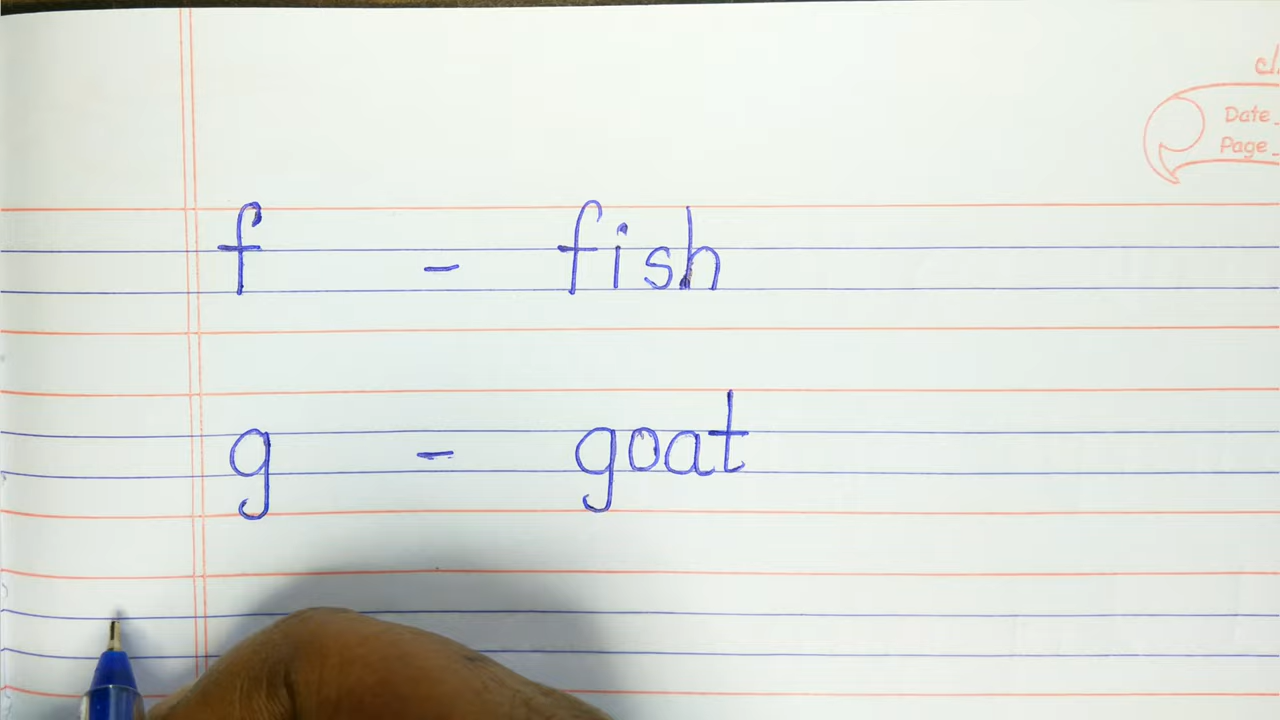 Date
Page
f - fish
g - goat